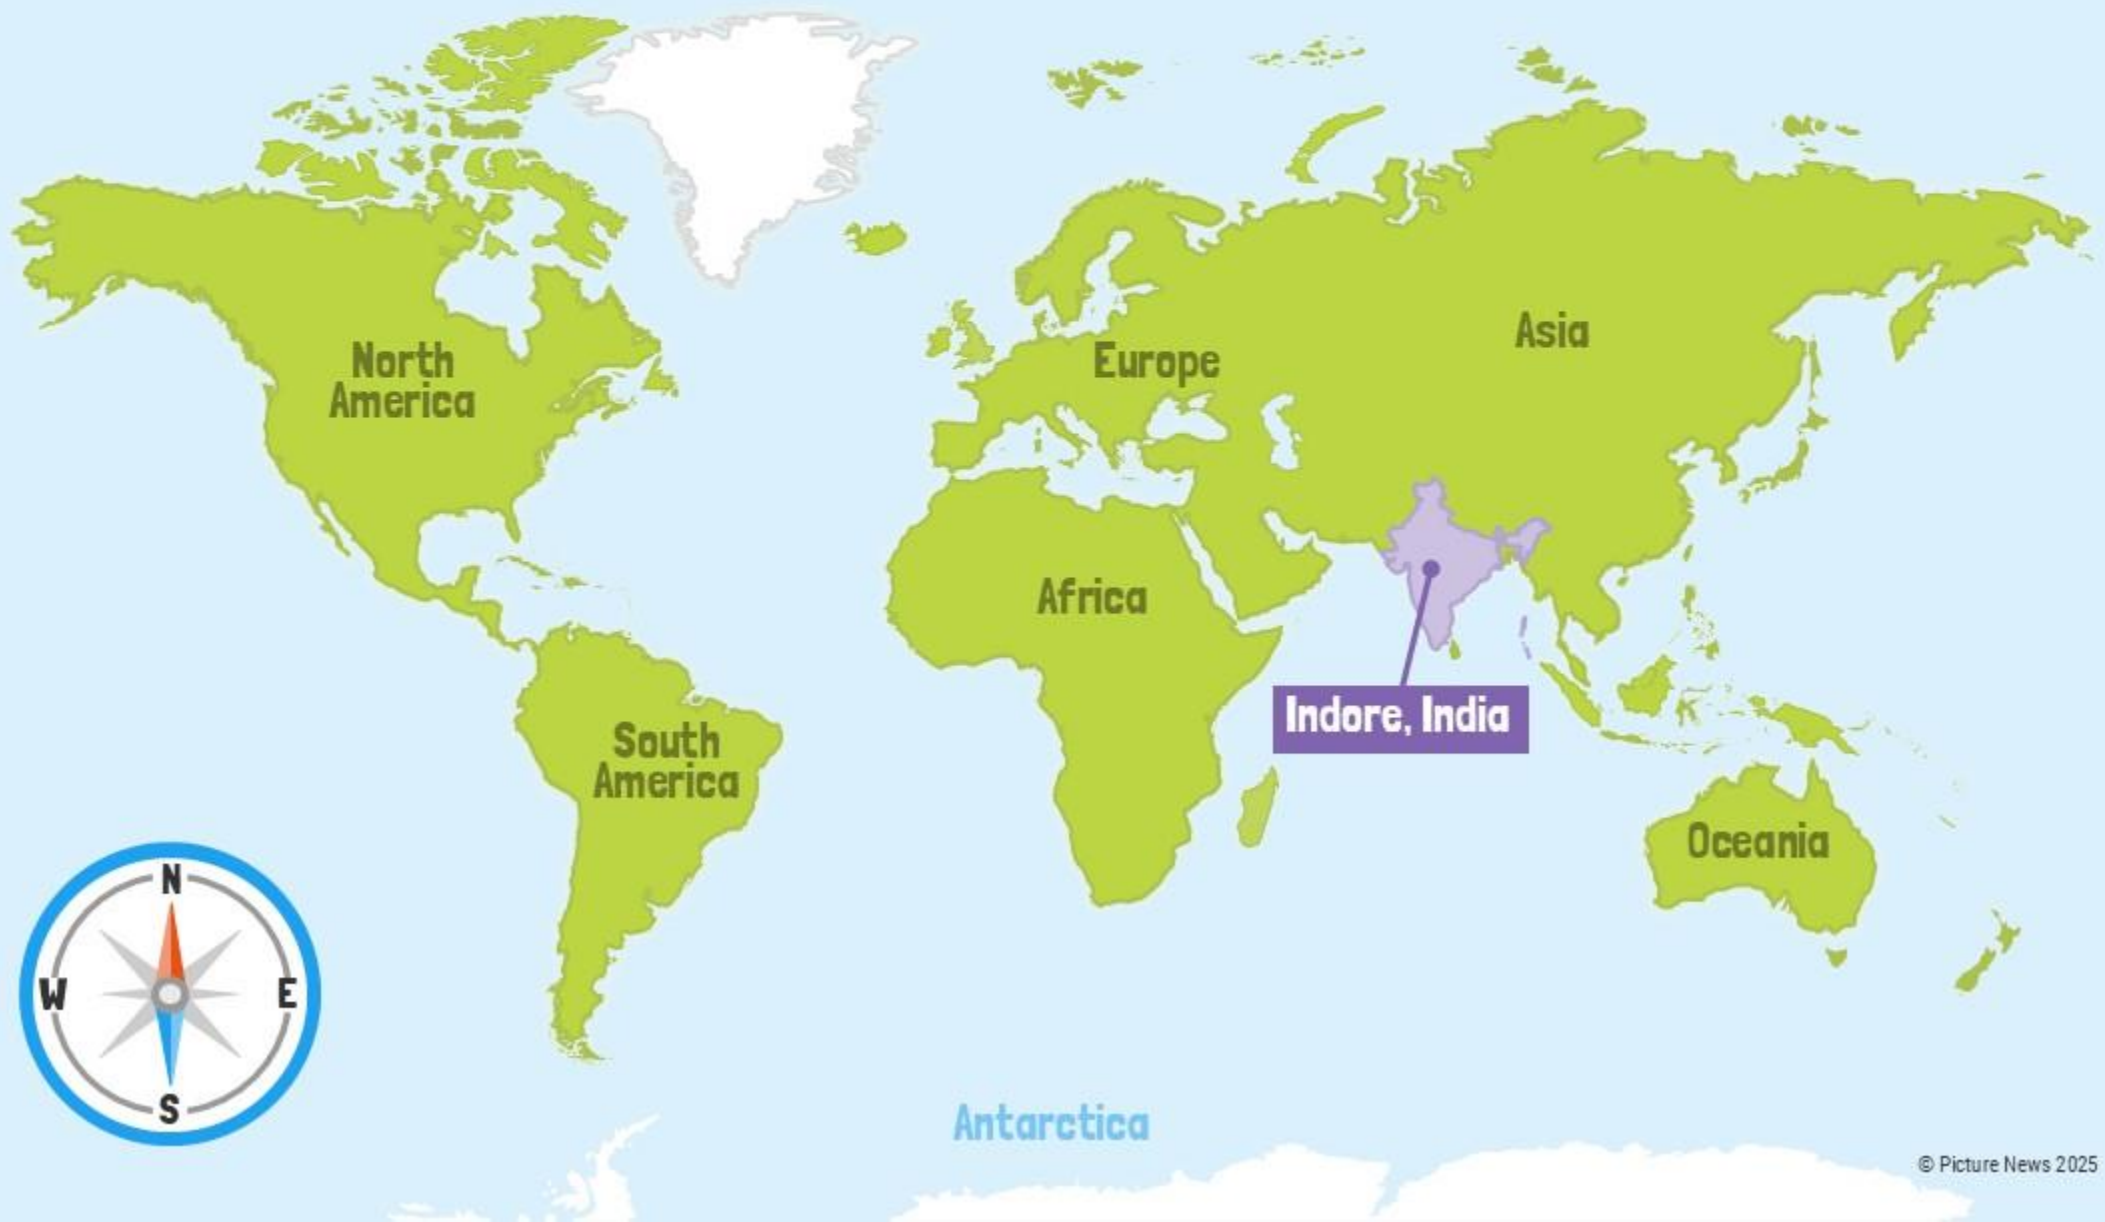 North
America
Europe
Asia
Africa
Indore, India
South
America
Oceania
N
W
E
S
Antarctica
© Picture News 2025